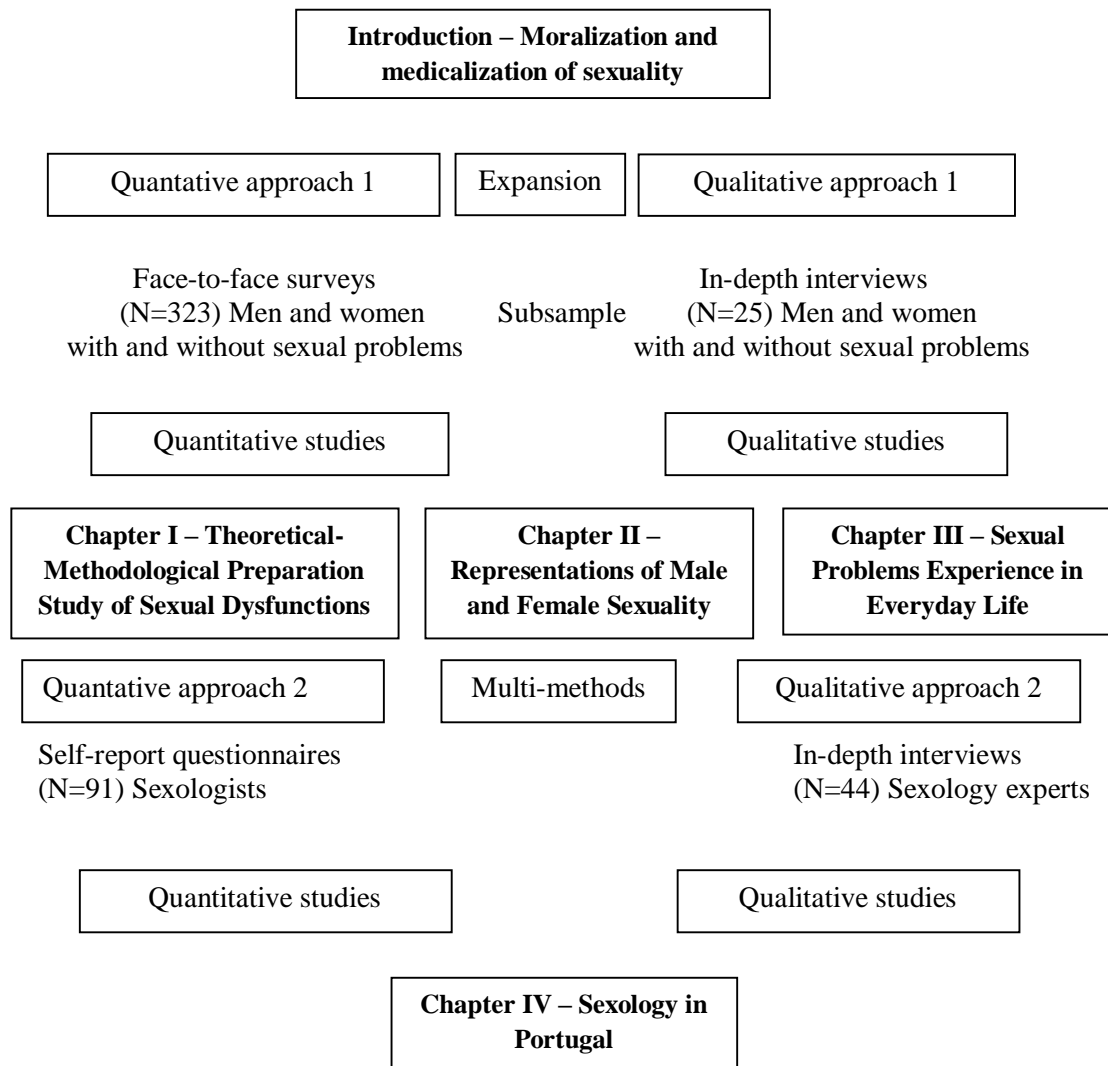 Introduction – Moralization and
medicalization of sexuality
Quantative approach 1
Expansion
Qualitative approach 1
Face-to-face surveys
(N=323) Men and women
with and without sexual problems
Subsample
In-depth interviews
(N=25) Men and women
with and without sexual problems
Quantitative studies
Qualitative studies
Chapter I – Theoretical-
Methodological Preparation
Study of Sexual Dysfunctions
Chapter II –
Representations of Male
and Female Sexuality
Chapter III – Sexual
Problems Experience in
Everyday Life
Quantative approach 2
Multi-methods
Qualitative approach 2
Self-report questionnaires
(N=91) Sexologists
In-depth interviews
(N=44) Sexology experts
Quantitative studies
Qualitative studies
Chapter IV – Sexology in
Portugal